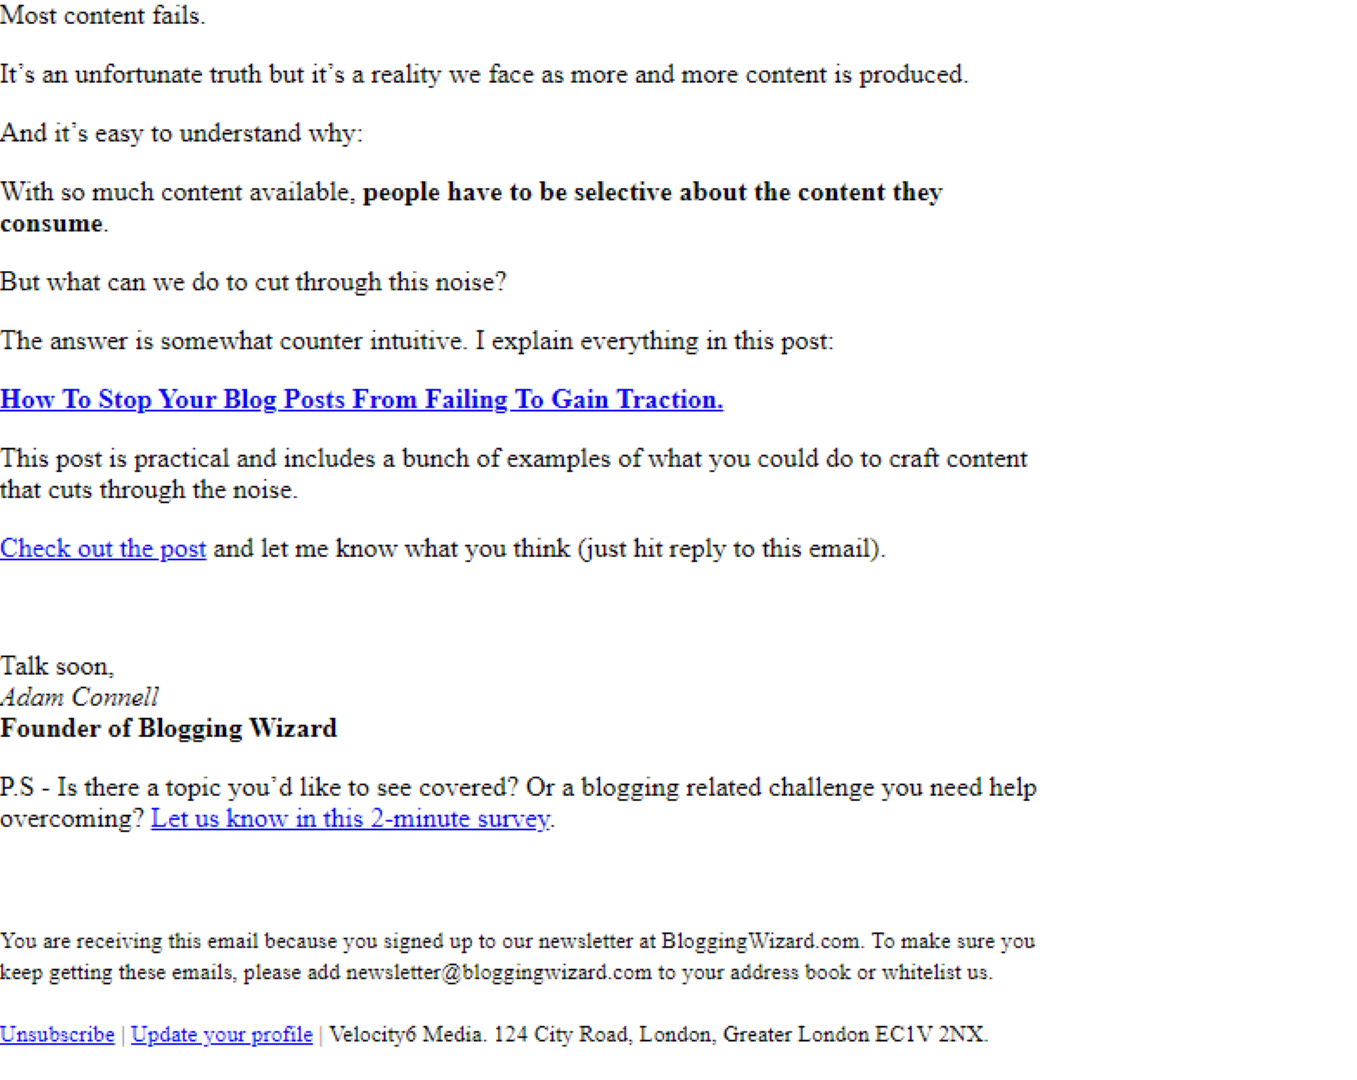 Most content fails.
It’s an unfortunate truth but it’s a reality we face as more and more content is produced.
And it’s easy to understand why:
With so much content available, people have to be selective about the content they
consume.
But what can we do to cut through this noise?
The answer is somewhat counter intuitive. I explain everything in this post:
How To Stop Your Blog Posts From Failing To Gain Traction.
This post is practical and includes a bunch of examples of what you could do to craft content
that cuts through the noise.
Check out the post and let me know what you think (just hit reply to this email).
Talk soon,
Adam Connell
Founder of Blogging Wizard
P.S - Is there a topic you’d like to see covered? Or a blogging related challenge you need help
overcoming? Let us know in this 2-minute survey.
You are receiving this email because you signed up to our newsletter at BloggingWizard.com. To make sure you
keep getting these emails, please add newsletter@bloggingwizard.com to your address book or whitelist us.
Unsubscribe | Update your profile | Velocity6 Media. 124 City Road, London, Greater London EC1V 2NX.